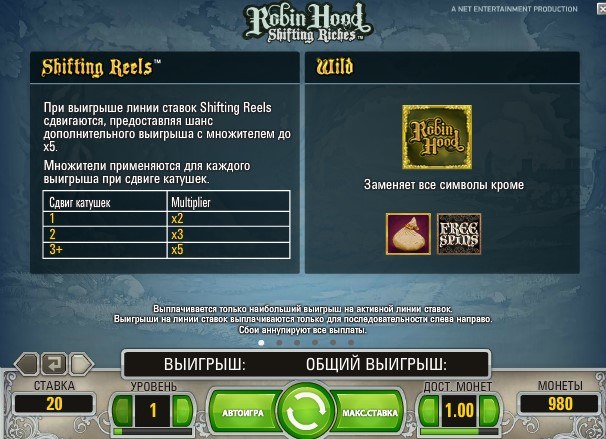 A NET ENTERTAINMENT PRODUCTION
Robin Hood
Shifting Riches™
Shifting Reels™
При выигрыше линии ставок Shifting Reels
сдвигаются, предоставляя шанс
дополнительного выигрыша с множителем до
x5.
Множители применяются для каждого
выигрыша при сдвиге катушек.
Сдвиг катушек Multiplier
1 x2
2 x3
3+ x5
Wild
Robin
Hood
Заменяет все символы кроме
FREE
SPINS
Выплачивается только наибольший выигрыш на активной линии ставок.
Выигрыши на линии ставок выплачиваются только для последовательности слева направо.
Сбои аннулируют все выплаты.
ВЫИГРЫШ: ОБЩИЙ ВЫИГРЫШ:
СТАВКА УРОВЕНЬ ДОСТ. МОНЕТ МОНЕТЫ
20 1 АВТОИГРА МАКС.СТАВКА 1.00 980